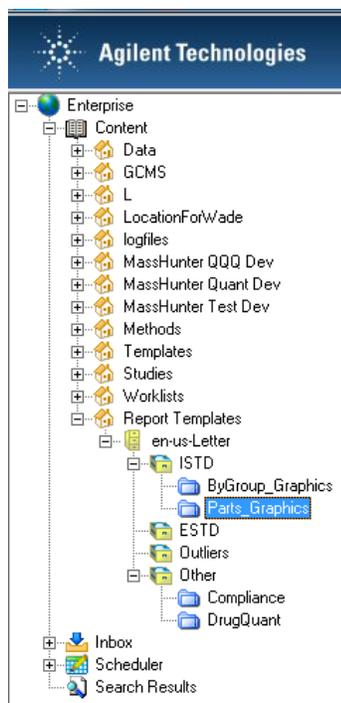 Agilent Technologies
Enterprise
Content
Data
GCMS
L
LocationForWade
logfiles
MassHunter QQQ Dev
MassHunter Quant Dev
MassHunter Test Dev
Methods
Templates
Studies
Worklists
Report Templates
en-us-Letter
ISTD
ByGroup_Graphics
Parts_Graphics
ESTD
Outliers
Other
Compliance
DrugQuant
Inbox
Scheduler
Search Results